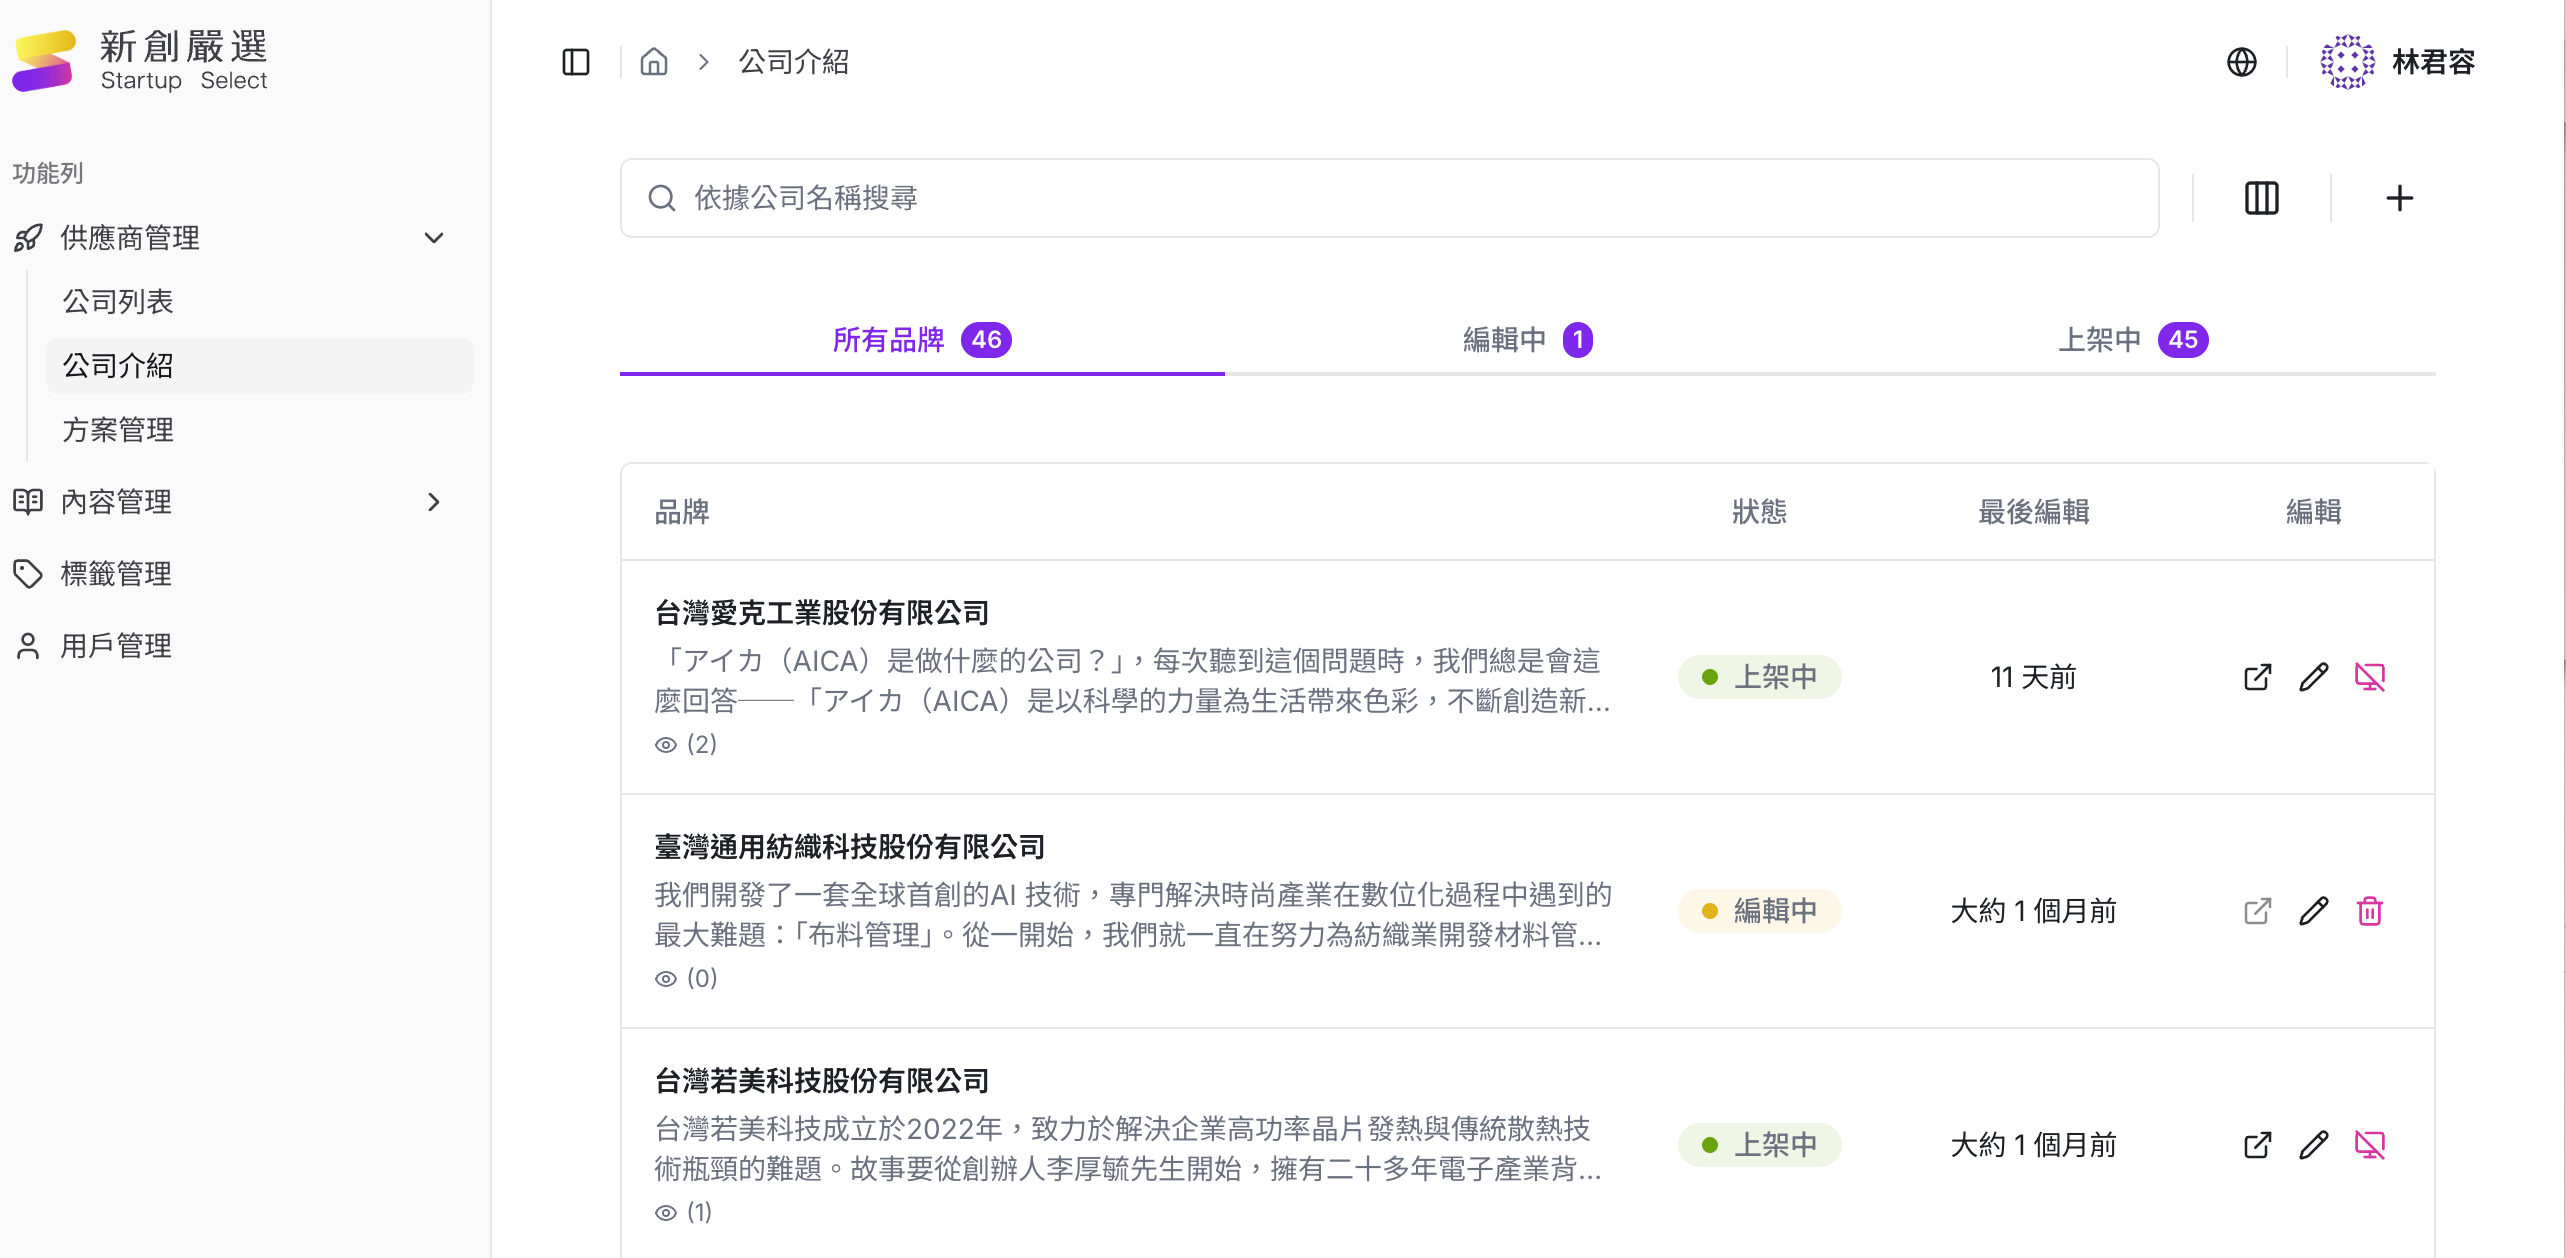 新創嚴選
Startup Select
功能列
供應商管理
公司列表
公司介紹
方案管理
內容管理
標籤管理
用戶管理
公司介紹
林君容
依據公司名稱搜尋
所有品牌 46
編輯中 1
上架中 45
品牌 狀態 最後編輯 編輯
台灣愛克工業股份有限公司
「アイカ（AICA）是做什麼的公司？」，每次聽到這個問題時，我們總是會這
麼回答——「アイカ（AICA）是以科學的力量為生活帶來色彩，不斷創造新...
(2)
上架中
11 天前
臺灣通用紡織科技股份有限公司
我們開發了一套全球首創的AI 技術，專門解決時尚產業在數位化過程中遇到的
最大難題：「布料管理」。從一開始，我們就一直在努力為紡織業開發材料管...
(0)
編輯中
大約 1 個月前
台灣若美科技股份有限公司
台灣若美科技成立於2022年，致力於解決企業高功率晶片發熱與傳統散熱技
術瓶頸的難題。故事要從創辦人李厚毓先生開始，擁有二十多年電子產業背...
(1)
上架中
大約 1 個月前